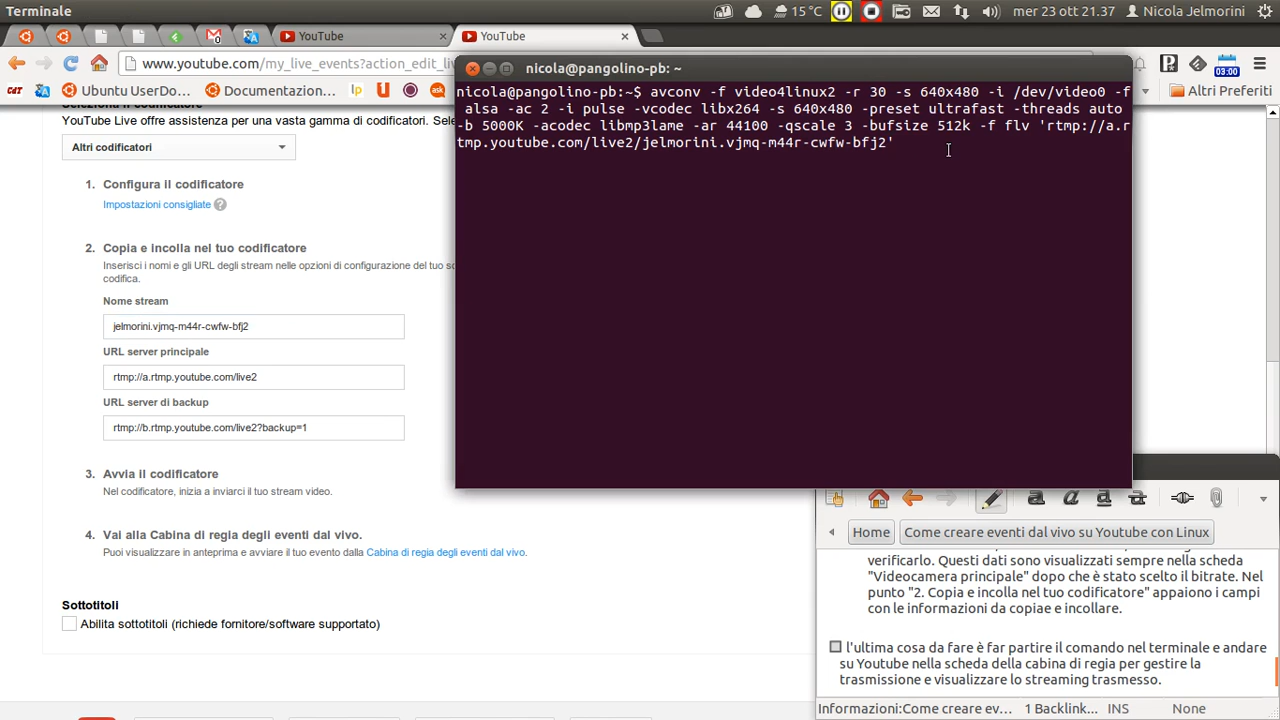 Terminale
15 °C
mer 23 ott 21.37
Nicola Jelmorini
YouTube
YouTube
www.youtube.com/my_live_events?action_edit_liv
CAT
Ubuntu UserDo...
Documentazion...
lp
U
ask
03:00
Altri Preferiti
Seleziona il codificatore
YouTube Live offre assistenza per una vasta gamma di codificatori. Sele
Altri codificatori
1. Configura il codificatore
Impostazioni consigliate ?
2. Copia e incolla nel tuo codificatore
Inserisci i nomi e gli URL degli stream nelle opzioni di configurazione del tuo so
codifica.
Nome stream
jelmorini.vjmq-m44r-cwfw-bfj2
URL server principale
rtmp://a.rtmp.youtube.com/live2
URL server di backup
rtmp://b.rtmp.youtube.com/live2?backup=1
3. Avvia il codificatore
Nel codificatore, inizia a inviarci il tuo stream video.
4. Vai alla Cabina di regia degli eventi dal vivo.
Puoi visualizzare in anteprima e avviare il tuo evento dalla Cabina di regia degli eventi dal vivo.
Sottotitoli
Abilita sottotitoli (richiede fornitore/software supportato)
nicola@pangolino-pb: ~
nicola@pangolino-pb:~$ avconv -f video4linux2 -r 30 -s 640x480 -i /dev/video0 -f
alsa -ac 2 -i pulse -vcodec libx264 -s 640x480 -preset ultrafast -threads auto
-b 5000K -acodec libmp3lame -ar 44100 -qscale 3 -bufsize 512k -f flv 'rtmp://a.r
tmp.youtube.com/live2/jelmorini.vjmq-m44r-cwfw-bfj2'
Home
Come creare eventi dal vivo su Youtube con Linux
verificarlo. Questi dati sono visualizzati sempre nella scheda
"Videocamera principale" dopo che è stato scelto il bitrate. Nel
punto "2. Copia e incolla nel tuo codificatore" appaiono i campi
con le informazioni da copiae e incollare.
l'ultima cosa da fare è far partire il comando nel terminale e andare
su Youtube nella scheda della cabina di regia per gestire la
trasmissione e visualizzare lo streaming trasmesso.
Informazioni:Come creare ev...
1 Backlink...
INS
None